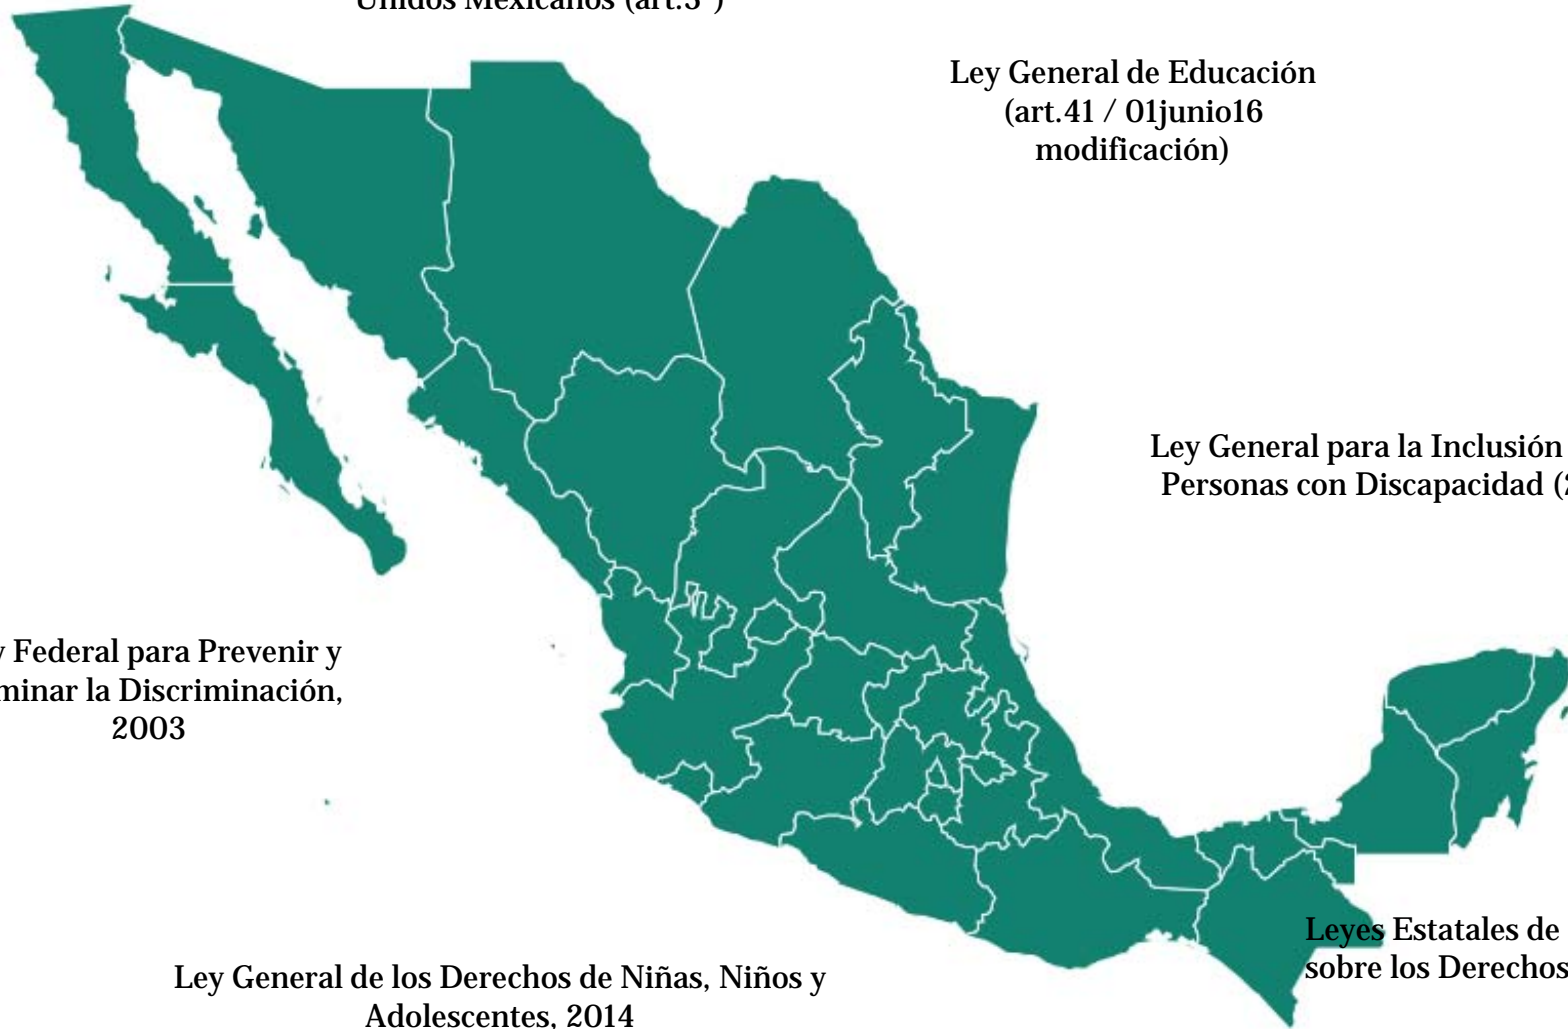 Unidos Mexicanos (art.3°)
Ley General de Educación
(art.41 / 01junio16
modificación)
Ley General para la Inclusión
Personas con Discapacidad
Federal para Prevenir y
la Discriminación,
2003
Leyes Estatales de
sobre los Derechos
Ley General de los Derechos de Niñas, Niños y
Adolescentes, 2014